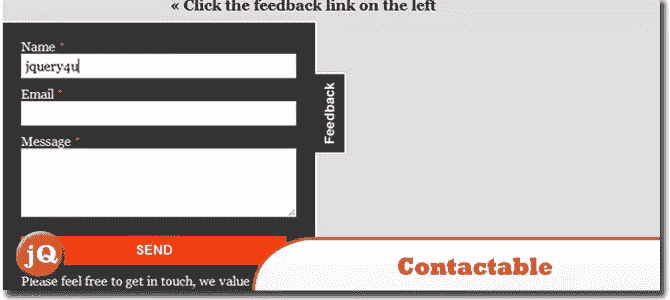 « Click the feedback link on the left
Name *
jquery4u
Email *
Message *
Feedback
SEND
jQ
Please feel free to get in touch, we value
Contactable